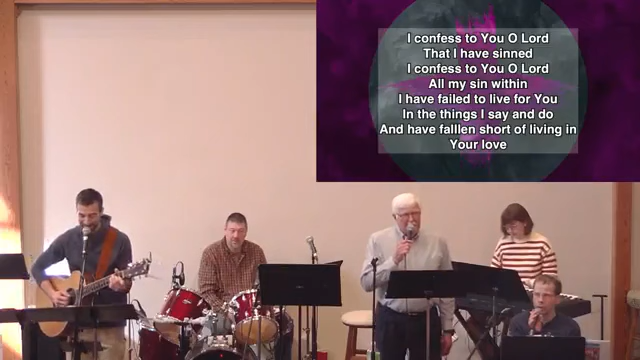 I confess to You O Lord
That I have sinned
I confess to You O Lord
All my sin within
I have failed to live for You
In the things I say and do
And have falllen short of living in
Your love